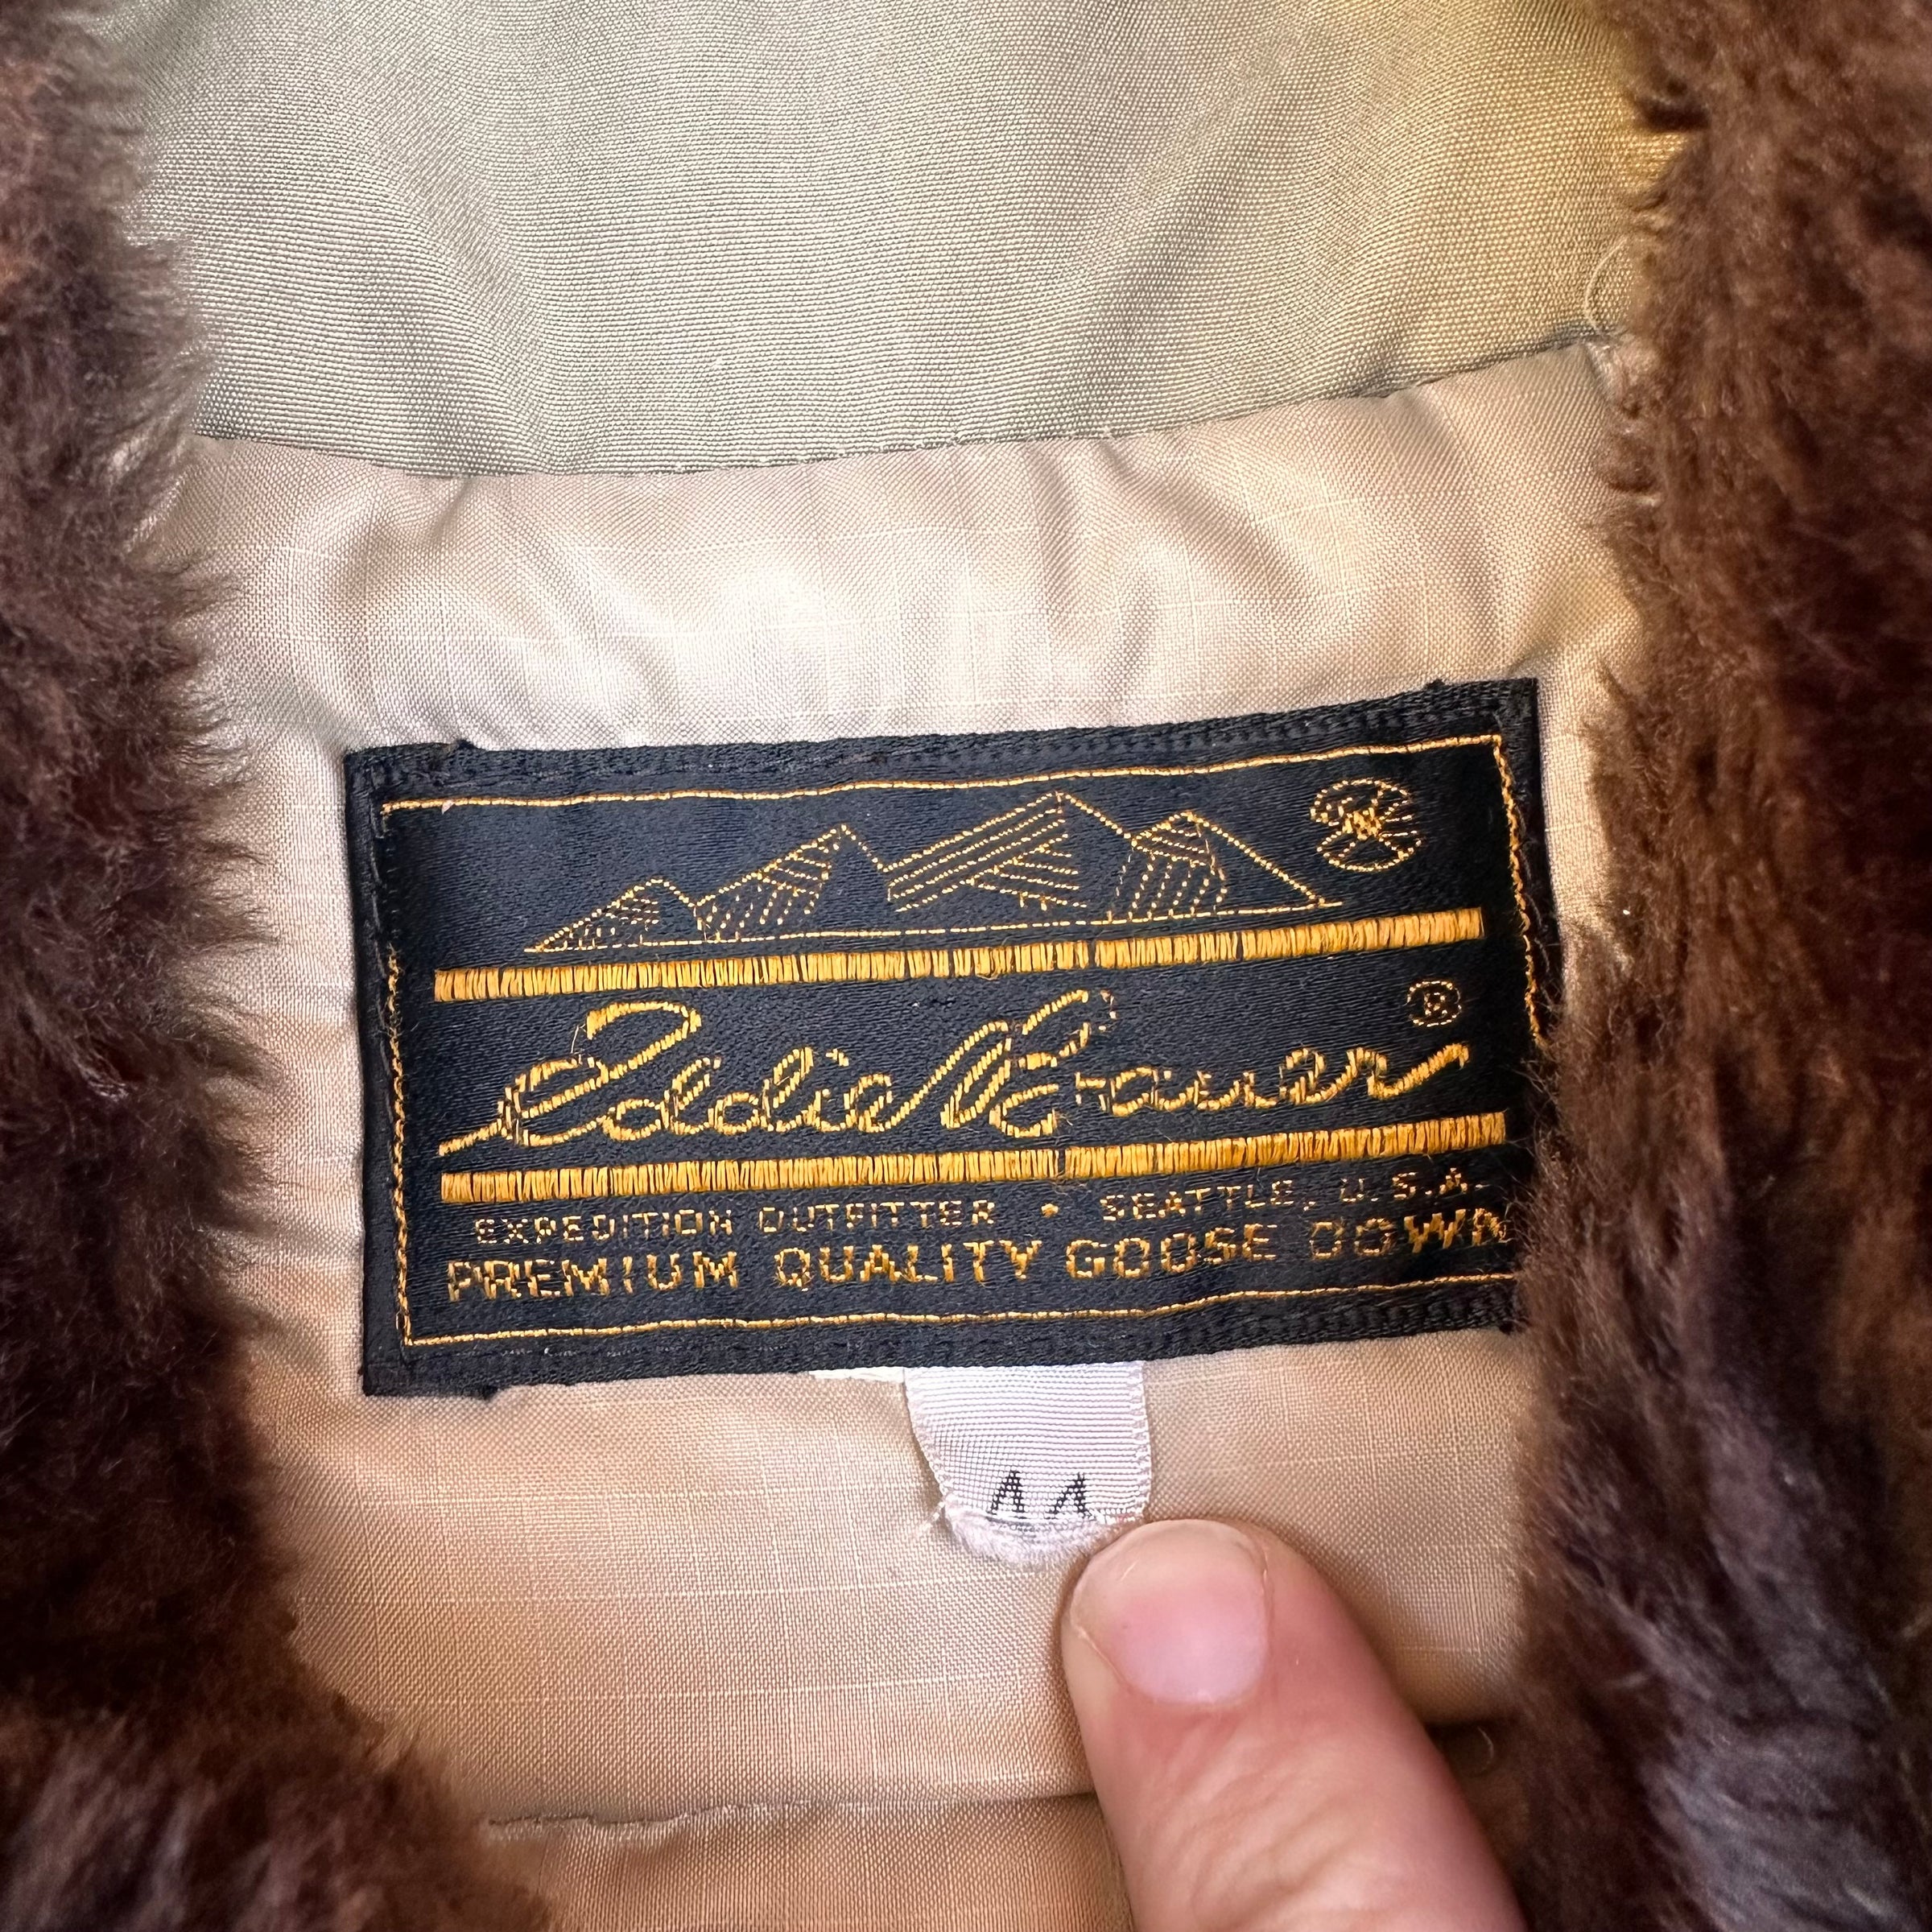 Eddie Bauer ®
EXPEDITION OUTFITTER • SEATTLE, U.S.A.
PREMIUM QUALITY GOOSE DOWN